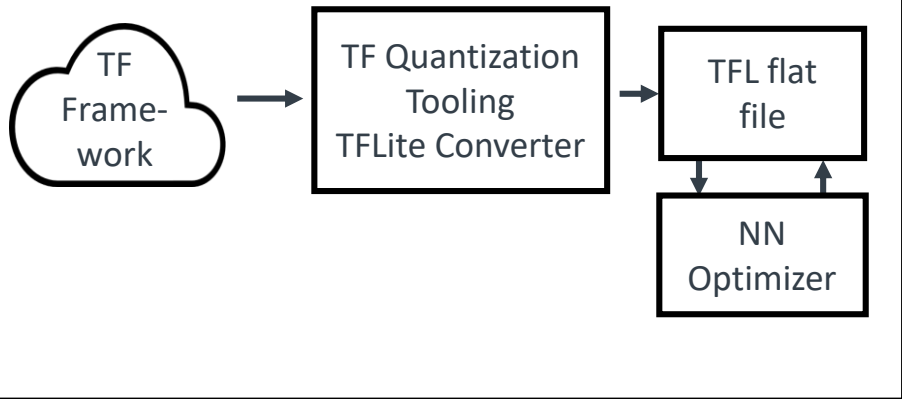 TF
Frame-
work
TF Quantization
Tooling
TFLite Converter
TFL flat
file
NN
Optimizer